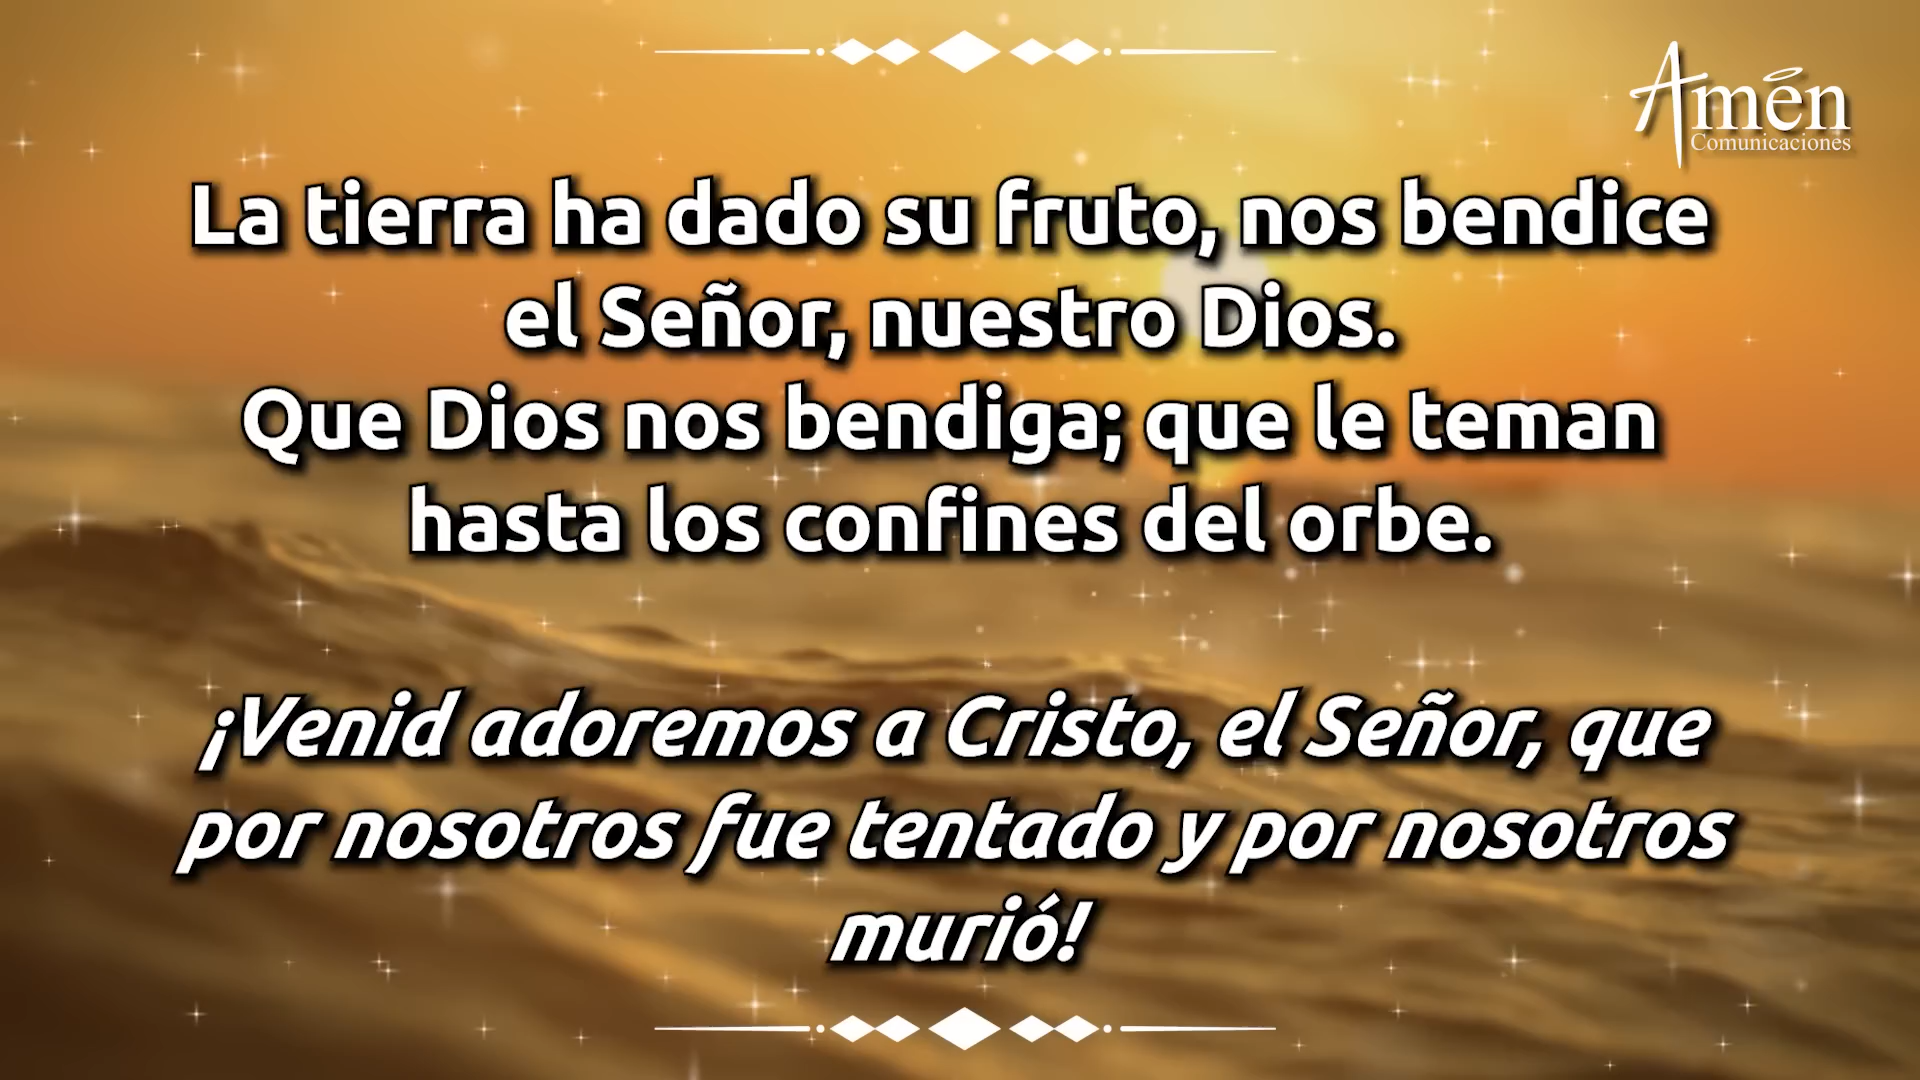 Amén
Comunicaciones
La tierra ha dado su fruto, nos bendice
el Señor, nuestro Dios.
Que Dios nos bendiga; que le teman
hasta los confines del orbe.
¡Venid adoremos a Cristo, el Señor, que
por nosotros fue tentado y por nosotros
murió!